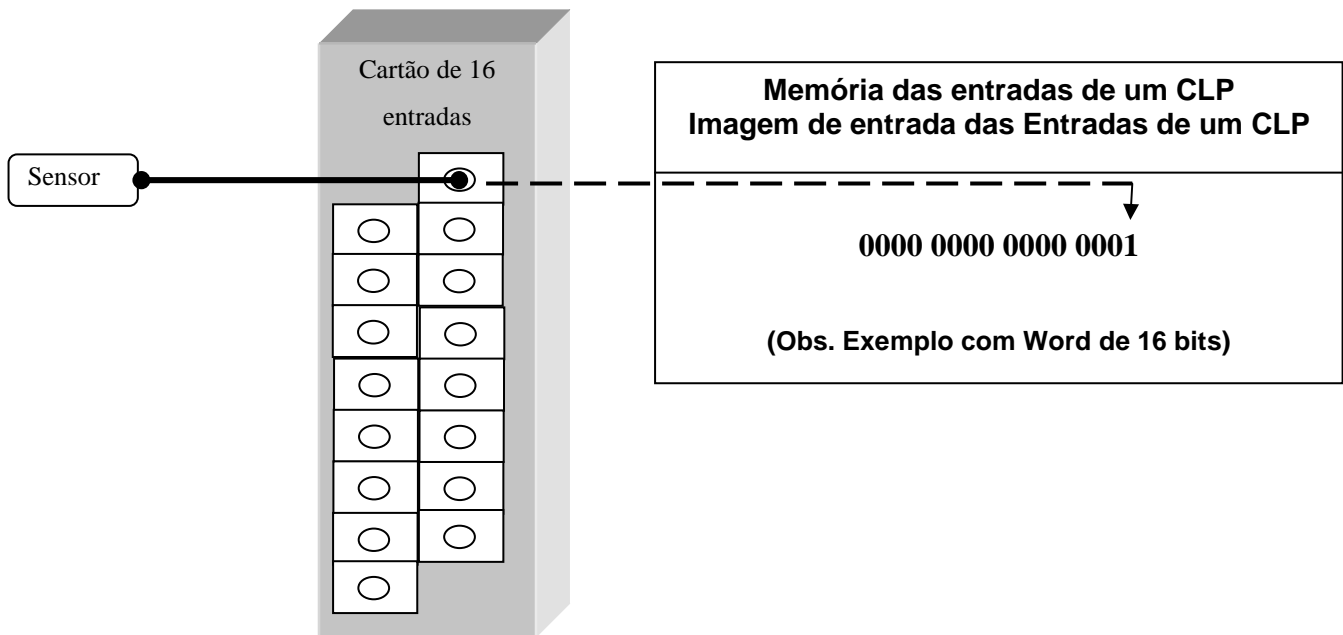 Cartão de 16
entradas
Sensor
Memória das entradas de um CLP
Imagem de entrada das Entradas de um CLP
0000 0000 0000 0001
(Obs. Exemplo com Word de 16 bits)